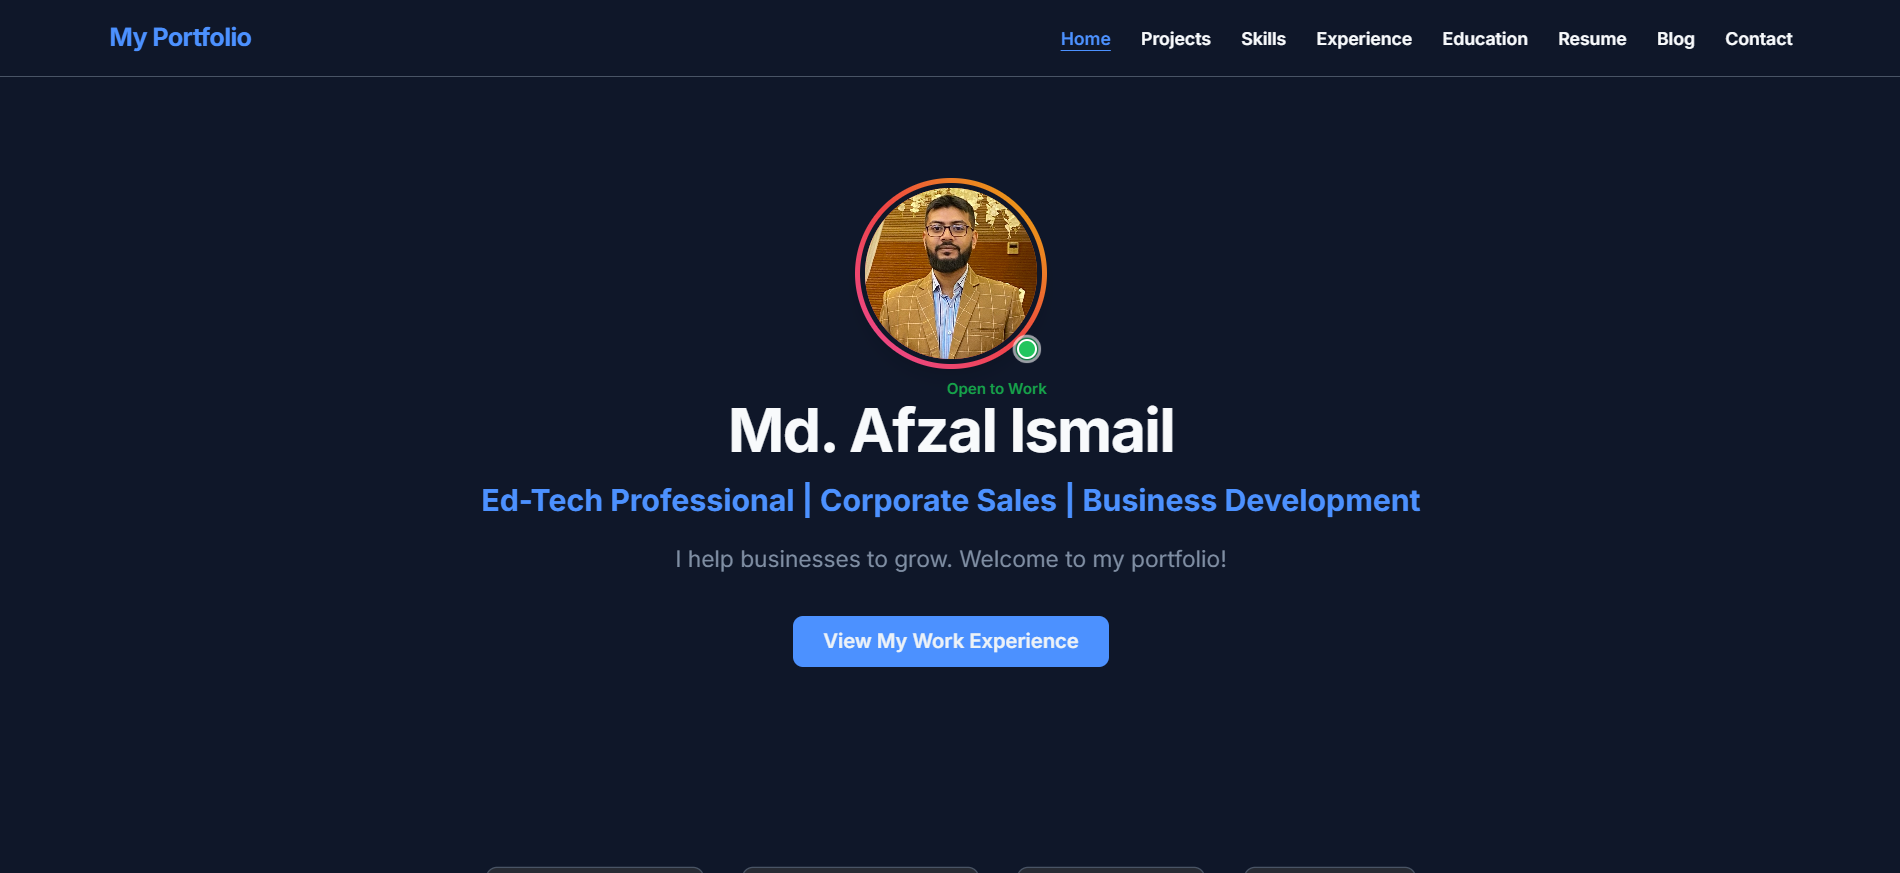 My Portfolio
Home Projects Skills Experience Education Resume Blog Contact
Open to Work
Md. Afzal Ismail
Ed-Tech Professional | Corporate Sales | Business Development
I help businesses to grow. Welcome to my portfolio!
View My Work Experience